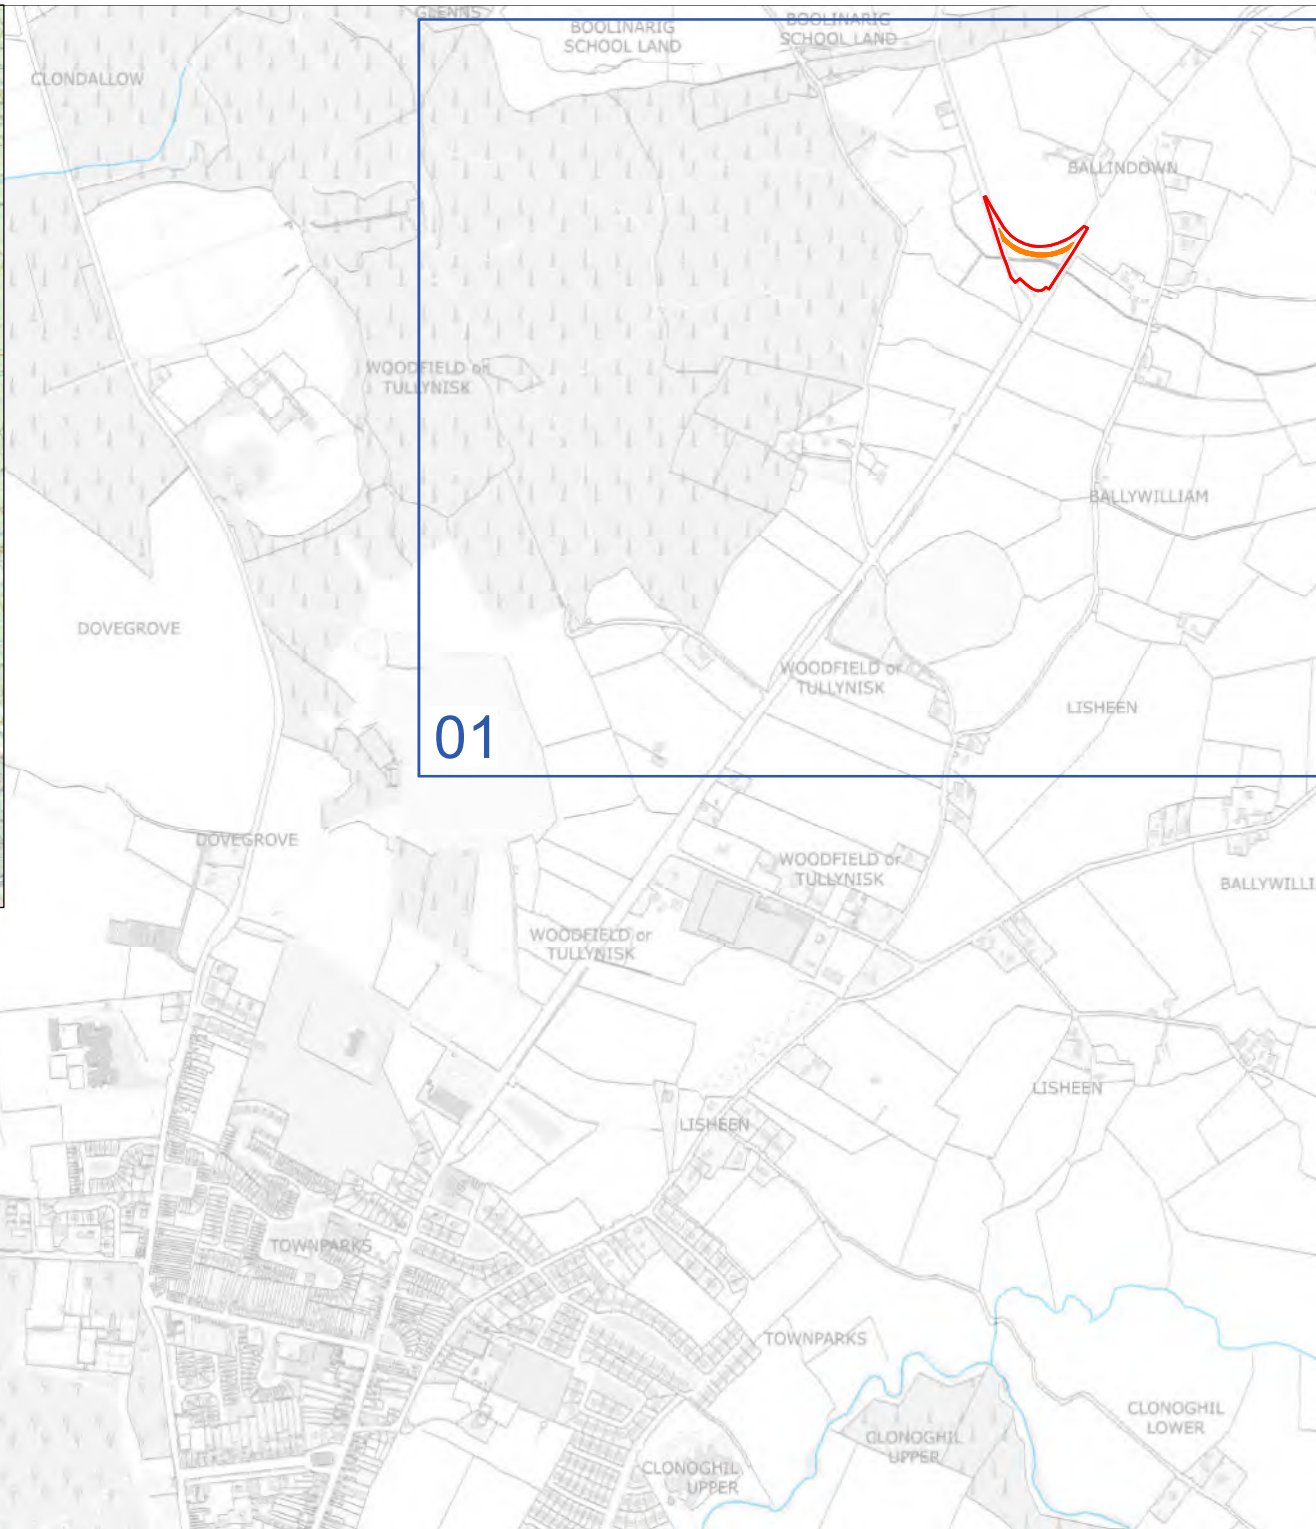 GLENNS
BOOLINARIG
SCHOOL LAND
BOOLINARIG
SCHOOL LAND
CLONDALLOW
BALLINDOWN
WOODFIELD or
TULLYNISK
BALLYWILLIAM
DOVEGROVE
WOODFIELD or
TULLYNISK
LISHEEN
01
DOVEGROVE
WOODFIELD or
TULLYNISK
BALLYWILLI
WOODFIELD or
TULLYNISK
LISHEEN
LISHEEN
TOWNPARKS
TOWNPARKS
CLONOGHIL
LOWER
CLONOGHIL
UPPER
CLONOGHIL
UPPER